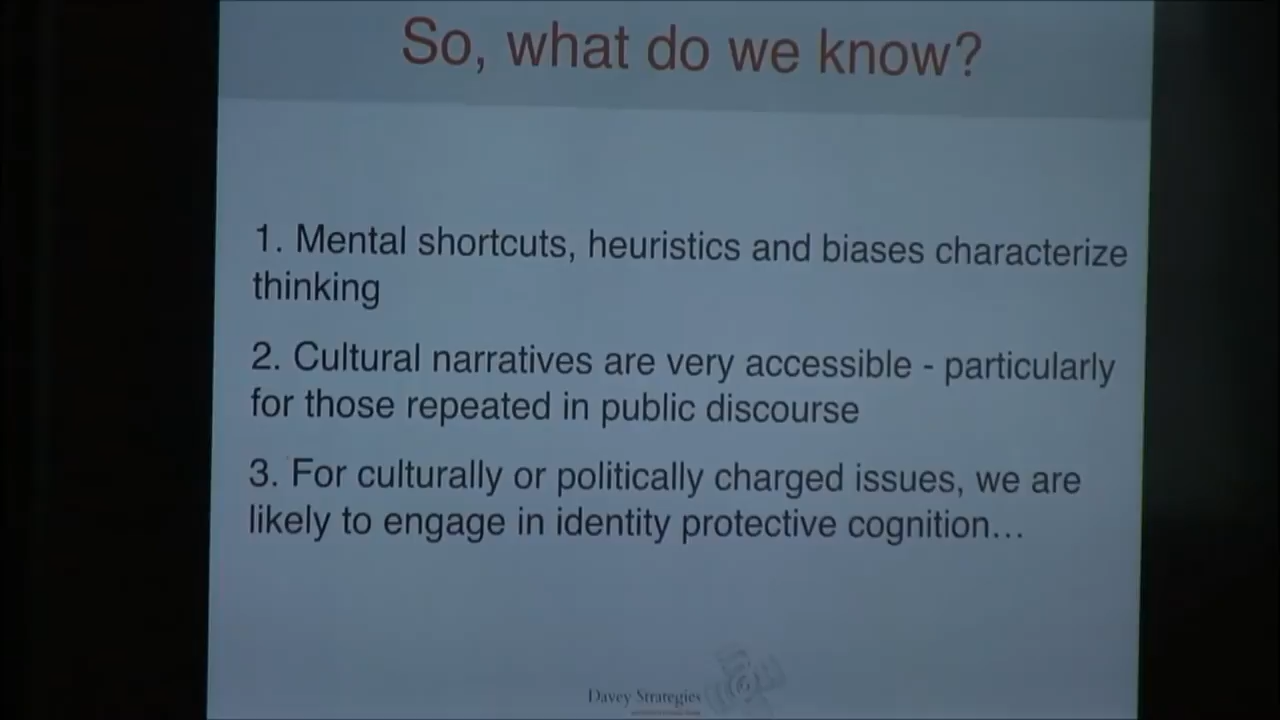 So, what do we know?
1. Mental shortcuts, heuristics and biases characterize
thinking
2. Cultural narratives are very accessible - particularly
for those repeated in public discourse
3. For culturally or politically charged issues, we are
likely to engage in identity protective cognition…
Davey Strategies